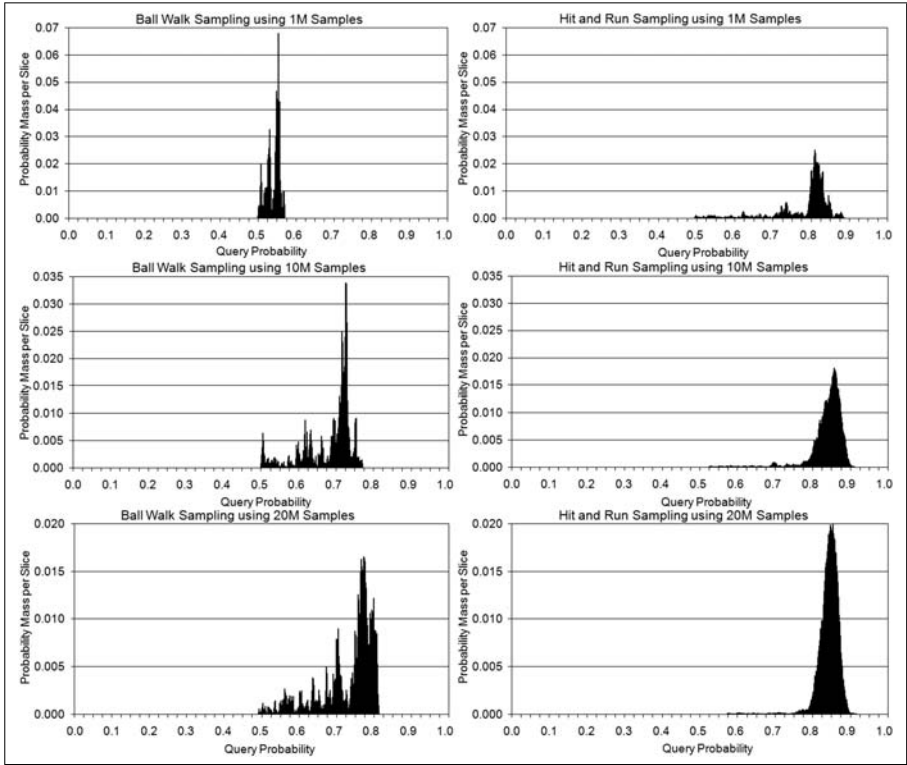 Ball Walk Sampling using 1M Samples
Probability Mass per Slice
0.07
0.06
0.05
0.04
0.03
0.02
0.01
0.00
0.0 0.1 0.2 0.3 0.4 0.5 0.6 0.7 0.8 0.9 1.0
Query Probability
Hit and Run Sampling using 1M Samples
Probability Mass per Slice
0.07
0.06
0.05
0.04
0.03
0.02
0.01
0.00
0.0 0.1 0.2 0.3 0.4 0.5 0.6 0.7 0.8 0.9 1.0
Query Probability
Ball Walk Sampling using 10M Samples
Probability Mass per Slice
0.035
0.030
0.025
0.020
0.015
0.010
0.005
0.000
0.0 0.1 0.2 0.3 0.4 0.5 0.6 0.7 0.8 0.9 1.0
Query Probability
Hit and Run Sampling using 10M Samples
Probability Mass per Slice
0.035
0.030
0.025
0.020
0.015
0.010
0.005
0.000
0.0 0.1 0.2 0.3 0.4 0.5 0.6 0.7 0.8 0.9 1.0
Query Probability
Ball Walk Sampling using 20M Samples
Probability Mass per Slice
0.020
0.015
0.010
0.005
0.000
0.0 0.1 0.2 0.3 0.4 0.5 0.6 0.7 0.8 0.9 1.0
Query Probability
Hit and Run Sampling using 20M Samples
Probability Mass per Slice
0.020
0.015
0.010
0.005
0.000
0.0 0.1 0.2 0.3 0.4 0.5 0.6 0.7 0.8 0.9 1.0
Query Probability